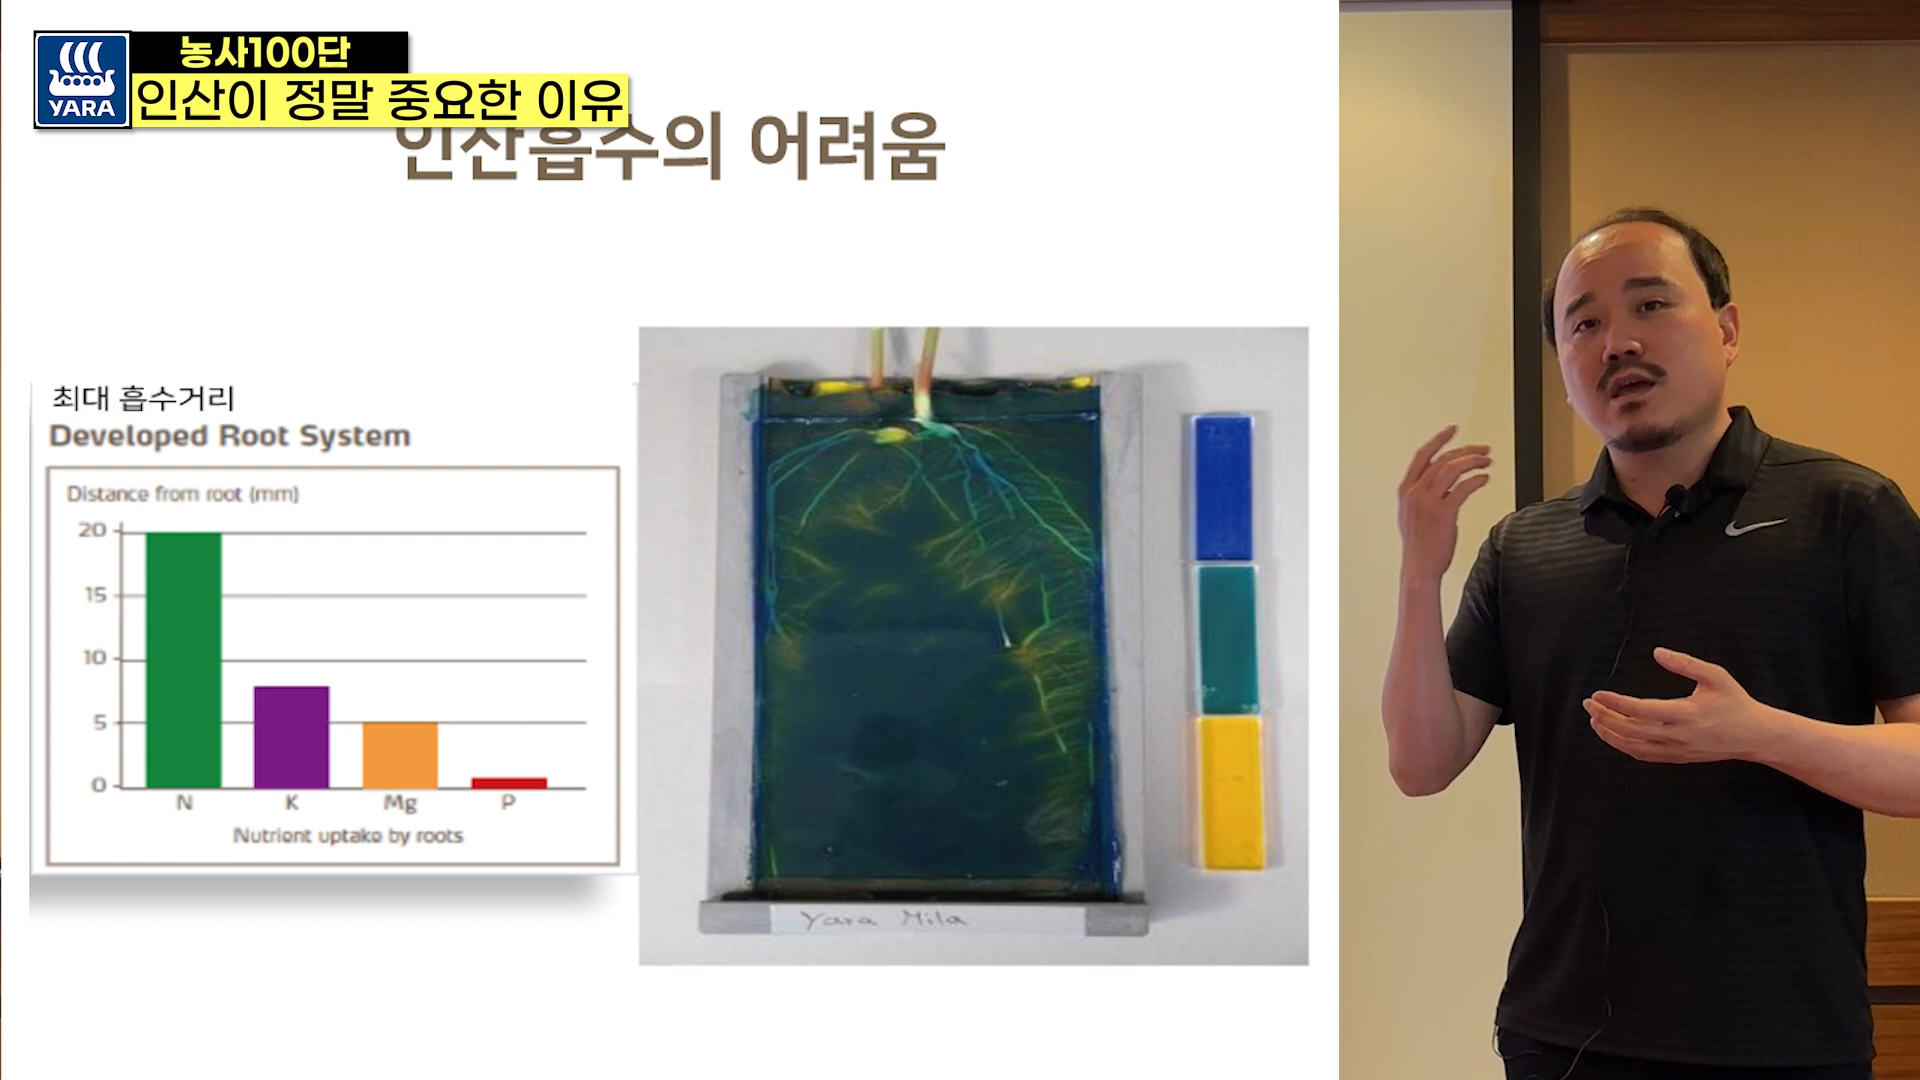 농사100단
YARA
인산이 정말 중요한 이유
인산흡수의 어려움
최대 흡수거리
Developed Root System
Distance from root (mm)
20
15
10
5
0
N K Mg P
Nutrient uptake by roots
Yara Mila